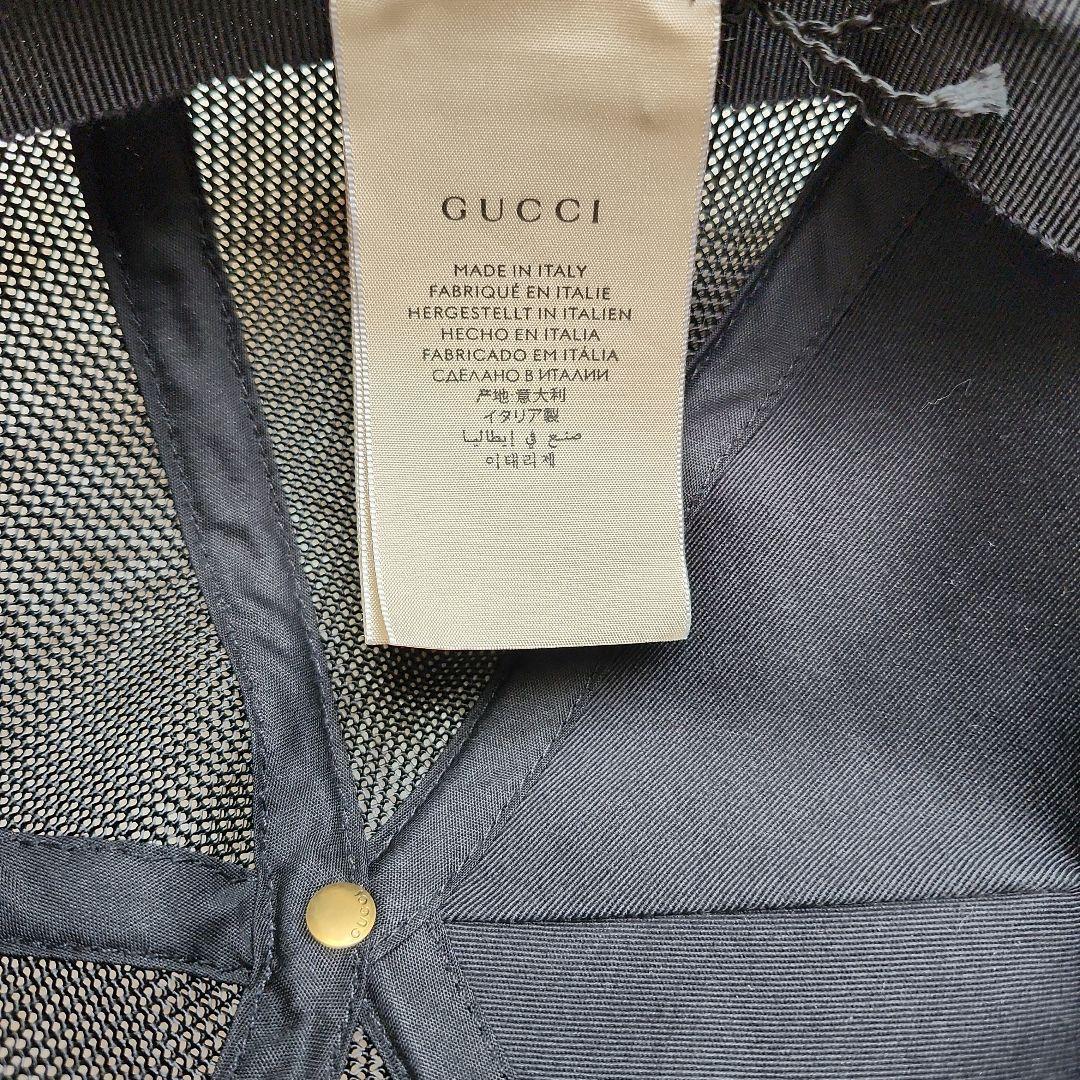 GUCCI
MADE IN ITALY
FABRIQUÉ EN ITALIE
HERGESTELLT IN ITALIEN
HECHO EN ITALIA
FABRICADO EM ITÁLIA
СДЕЛАНО В ИТАЛИИ
产地:意大利
イタリア製
صنع في إيطاليا
이태리제
GUCCI